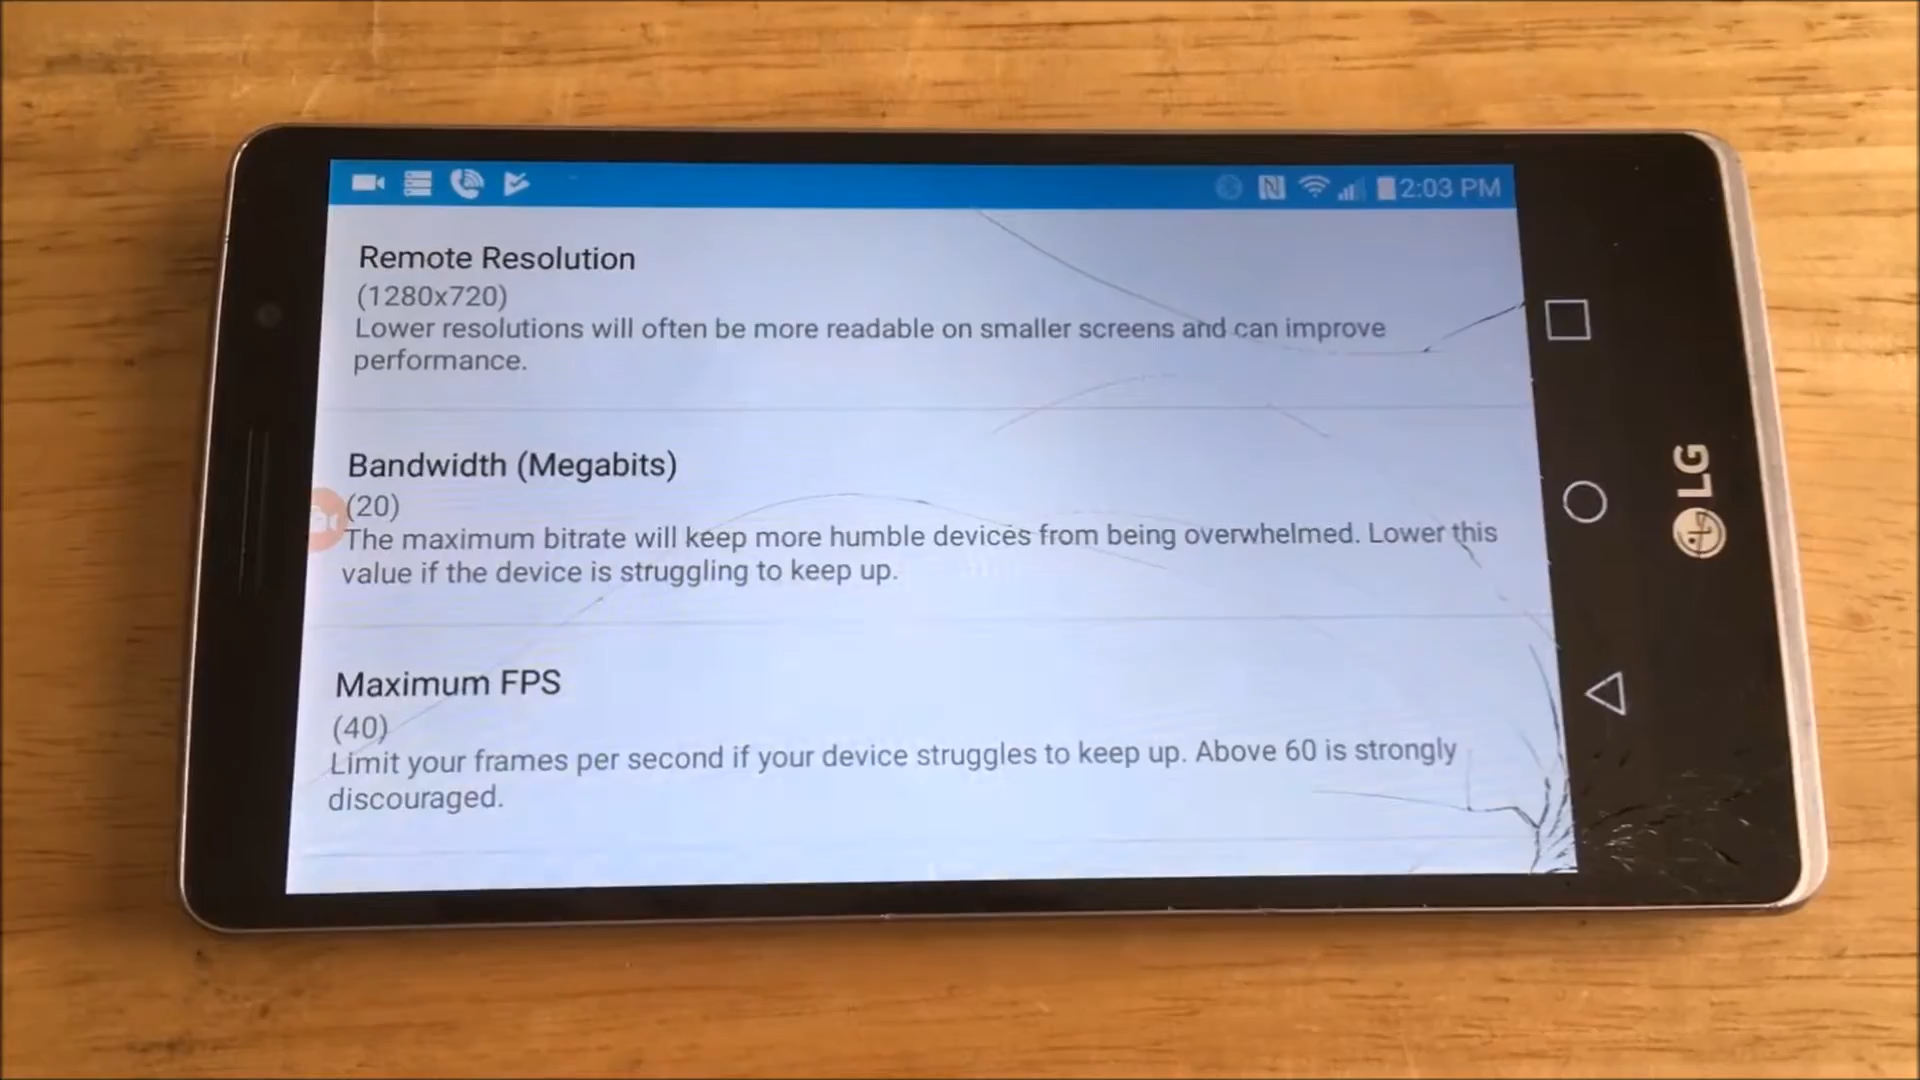 2:03 PM
Remote Resolution
(1280x720)
Lower resolutions will often be more readable on smaller screens and can improve
performance.
Bandwidth (Megabits)
(20)
The maximum bitrate will keep more humble devices from being overwhelmed. Lower this
value if the device is struggling to keep up.
Maximum FPS
(40)
Limit your frames per second if your device struggles to keep up. Above 60 is strongly
discouraged.
LG